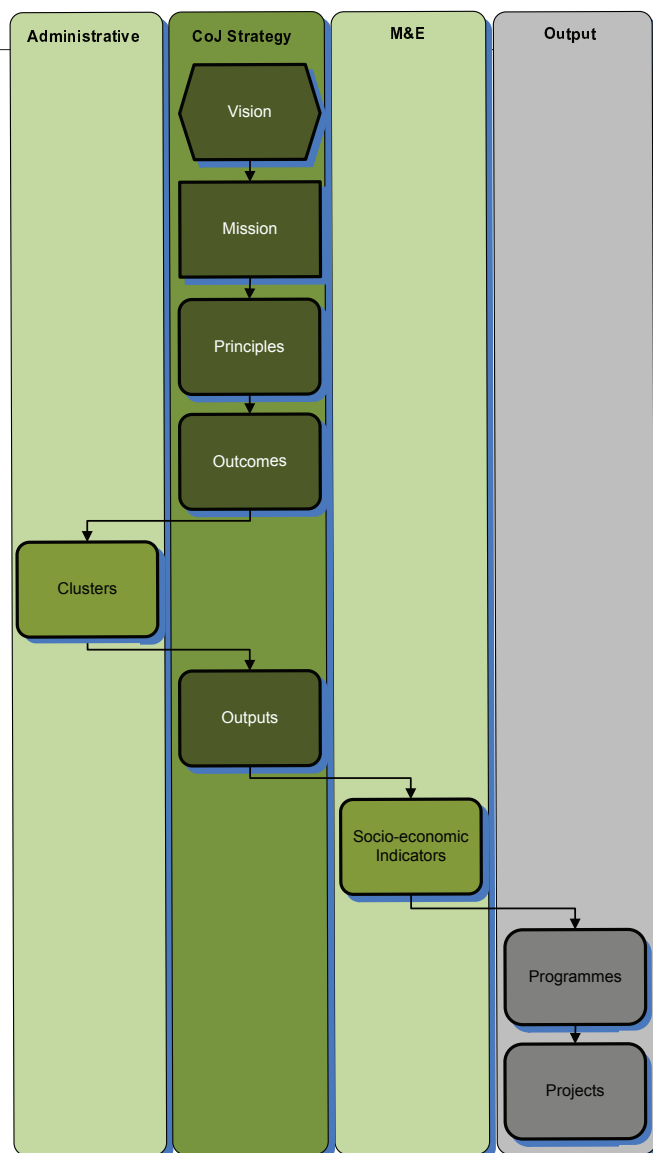 Administrative
CoJ Strategy
M&E
Output
Vision
Mission
Principles
Outcomes
Clusters
Outputs
Socio-economic
Indicators
Programmes
Projects